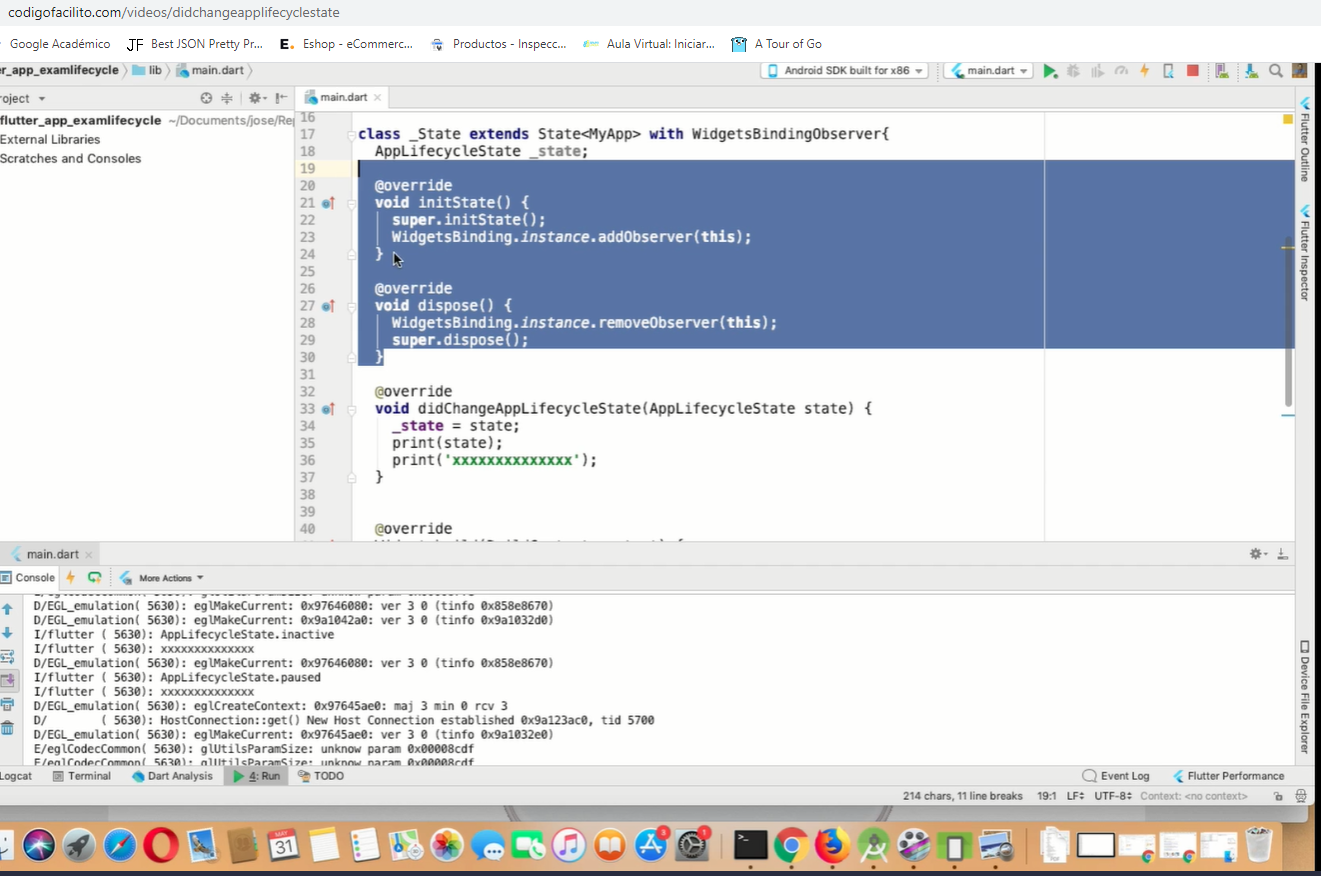 codigofacilito.com/videos/didchangeapplifecyclestate
Google Académico JF Best JSON Pretty Pr... E. Eshop - eCommerc... Productos - Inspecc... Aula Virtual: Iniciar... A Tour of Go
er_app_examlifecycle lib main.dart Android SDK built for x86 main.dart
roject main.dart
flutter_app_examlifecycle ~/Documents/jose/Rep
External Libraries
Scratches and Consoles
16
17 class _State extends State<MyApp> with WidgetsBindingObserver{
18 AppLifecycleState _state;
19
20 @override
21 void initState() {
22 super.initState();
23 WidgetsBinding.instance.addObserver(this);
24 }
25
26 @override
27 void dispose() {
28 WidgetsBinding.instance.removeObserver(this);
29 super.dispose();
30 }
31
32 @override
33 void didChangeAppLifecycleState(AppLifecycleState state) {
34 _state = state;
35 print(state);
36 print('xxxxxxxxxxxxxx');
37 }
38
39
40 @override
Flutter Outline
Flutter Inspector
Device File Explorer
main.dart
Console More Actions
D/EGL_emulation( 5630): eglMakeCurrent: 0x97646080: ver 3 0 (tinfo 0x858e8670)
D/EGL_emulation( 5630): eglMakeCurrent: 0x9a1042a0: ver 3 0 (tinfo 0x9a1032d0)
I/flutter ( 5630): AppLifecycleState.inactive
I/flutter ( 5630): xxxxxxxxxxxxxx
D/EGL_emulation( 5630): eglMakeCurrent: 0x97646080: ver 3 0 (tinfo 0x858e8670)
I/flutter ( 5630): AppLifecycleState.paused
I/flutter ( 5630): xxxxxxxxxxxxxx
D/EGL_emulation( 5630): eglCreateContext: 0x97645ae0: maj 3 min 0 rcv 3
D/ ( 5630): HostConnection::get() New Host Connection established 0x9a123ac0, tid 5700
D/EGL_emulation( 5630): eglMakeCurrent: 0x97645ae0: ver 3 0 (tinfo 0x9a1032e0)
E/eglCodecCommon( 5630): glUtilsParamSize: unknow param 0x00008cdf
E/eglCodecCommon( 5630): glUtilsParamSize: unknow param 0x00008cdf
Logcat Terminal Dart Analysis 4: Run TODO Event Log Flutter Performance
214 chars, 11 line breaks 19:1 LF÷ UTF-8÷ Context: <no context>
MAY
31
3
1